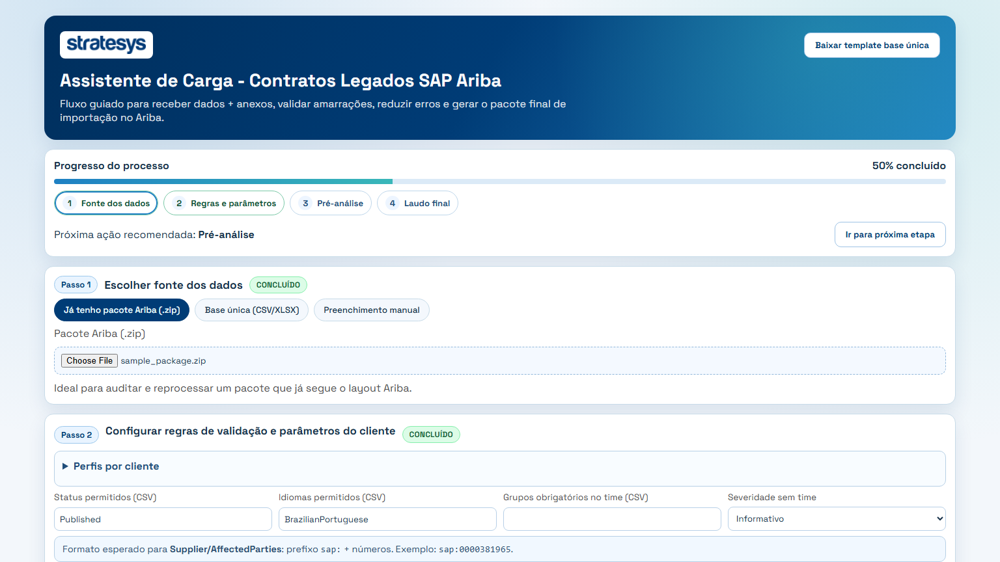 stratesys
Baixar template base única
Assistente de Carga - Contratos Legados SAP Ariba
Fluxo guiado para receber dados + anexos, validar amarrações, reduzir erros e gerar o pacote final de
importação no Ariba.
Progresso do processo
50% concluído
1 Fonte dos dados
2 Regras e parâmetros
3 Pré-análise
4 Laudo final
Próxima ação recomendada: Pré-análise
Ir para próxima etapa
Passo 1 Escolher fonte dos dados CONCLUÍDO
Já tenho pacote Ariba (.zip)
Base única (CSV/XLSX)
Preenchimento manual
Pacote Ariba (.zip)
Choose File sample_package.zip
Ideal para auditar e reprocessar um pacote que já segue o layout Ariba.
Passo 2 Configurar regras de validação e parâmetros do cliente CONCLUÍDO
Perfis por cliente
Status permitidos (CSV)
Idiomas permitidos (CSV)
Grupos obrigatórios no time (CSV)
Severidade sem time
Published
BrazilianPortuguese
Informativo
Formato esperado para Supplier/AffectedParties: prefixo sap: + números. Exemplo: sap:0000381965.